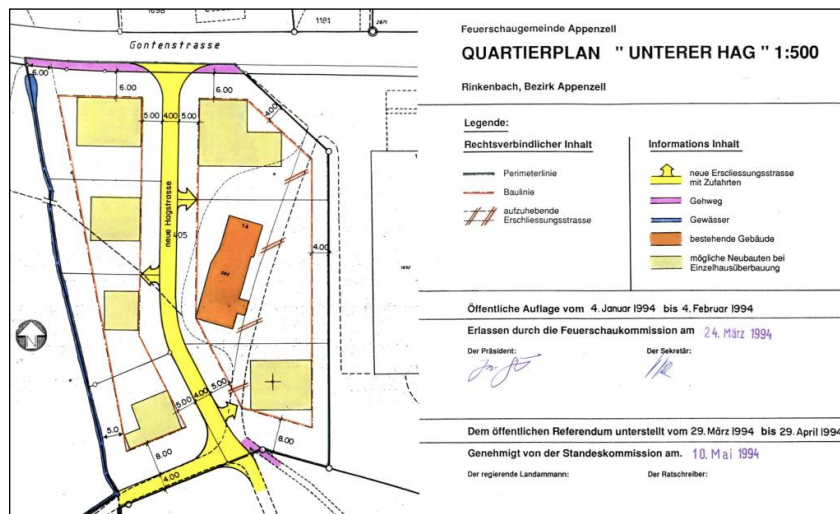 1181
2671
Gontenstrasse
6.00
6.00
6.00
5.00 4.00 5.00
4.00
neue Hagstrasse
405
1A
4.00
N
5.00 4.00 5.00
5.0
8.00
8.00
4.00
Feuerschaugemeinde Appenzell
QUARTIERPLAN " UNTERER HAG " 1:500
Rinkenbach, Bezirk Appenzell
Legende:
Rechtsverbindlicher Inhalt
Perimeterlinie
Baulinie
aufzuhebende
Erschliessungsstrasse
Informations Inhalt
neue Erschliessungsstrasse
mit Zufahrten
Gehweg
Gewässer
bestehende Gebäude
mögliche Neubauten bei
Einzelhausüberbauung
Öffentliche Auflage vom 4. Januar 1994 bis 4. Februar 1994
Erlassen durch die Feuerschaukommission am 24. März 1994
Der Präsident: Der Sekretär:
Dem öffentlichen Referendum unterstellt vom 29. März 1994 bis 29. April 1994
Genehmigt von der Standeskommission am. 10. Mai 1994
Der regierende Landammann: Der Ratschreiber: